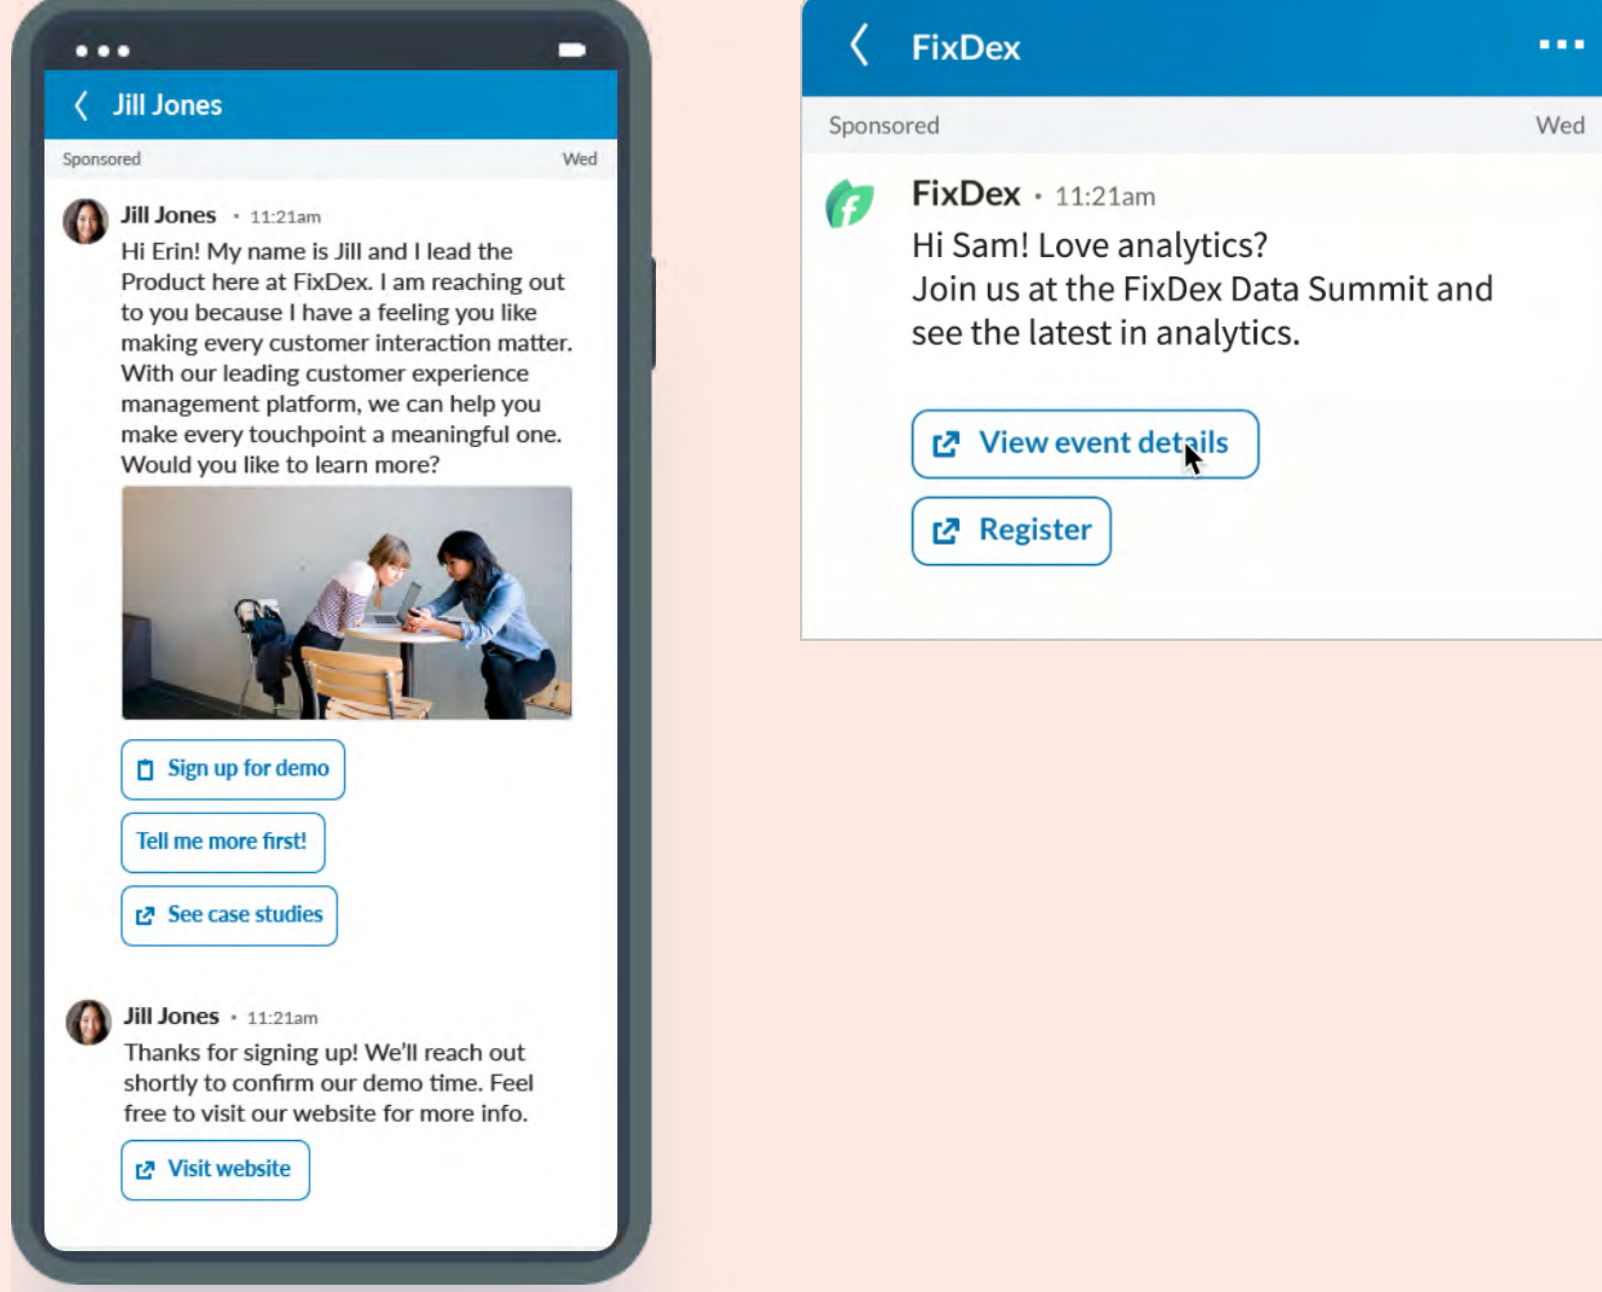 Jill Jones
Sponsored Wed
Jill Jones • 11:21am
Hi Erin! My name is Jill and I lead the
Product here at FixDex. I am reaching out
to you because I have a feeling you like
making every customer interaction matter.
With our leading customer experience
management platform, we can help you
make every touchpoint a meaningful one.
Would you like to learn more?
Sign up for demo
Tell me more first!
See case studies
Jill Jones • 11:21am
Thanks for signing up! We’ll reach out
shortly to confirm our demo time. Feel
free to visit our website for more info.
Visit website
FixDex
Sponsored Wed
f
FixDex • 11:21am
Hi Sam! Love analytics?
Join us at the FixDex Data Summit and
see the latest in analytics.
View event details
Register